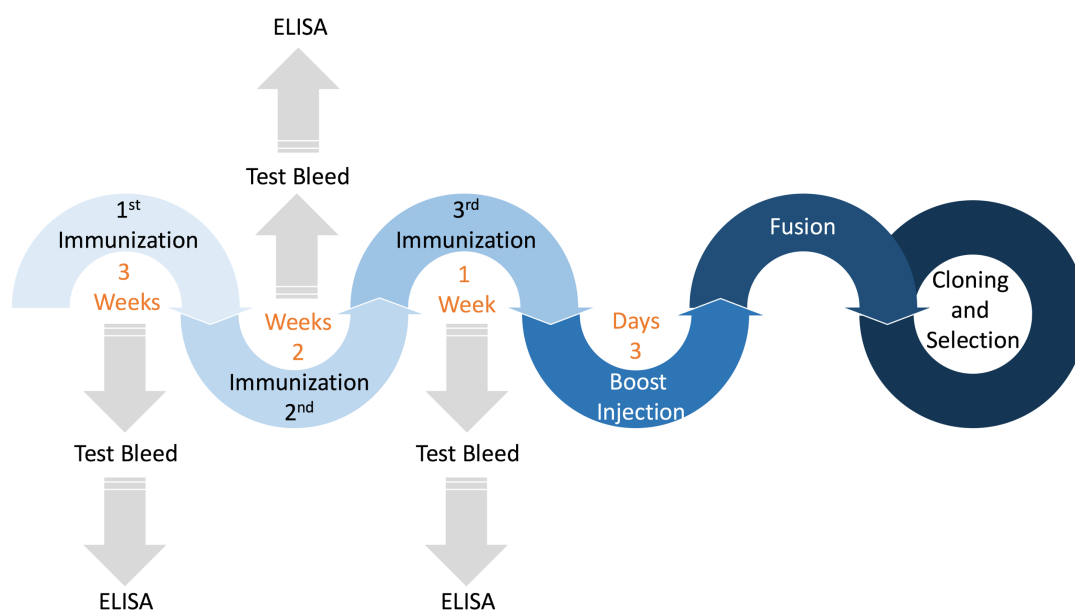 ELISA
Test Bleed
1st
Immunization
3
Weeks
Test Bleed
ELISA
Weeks
2
Immunization
2nd
3rd
Immunization
1
Week
Test Bleed
ELISA
Days
3
Boost
Injection
Fusion
Cloning
and
Selection